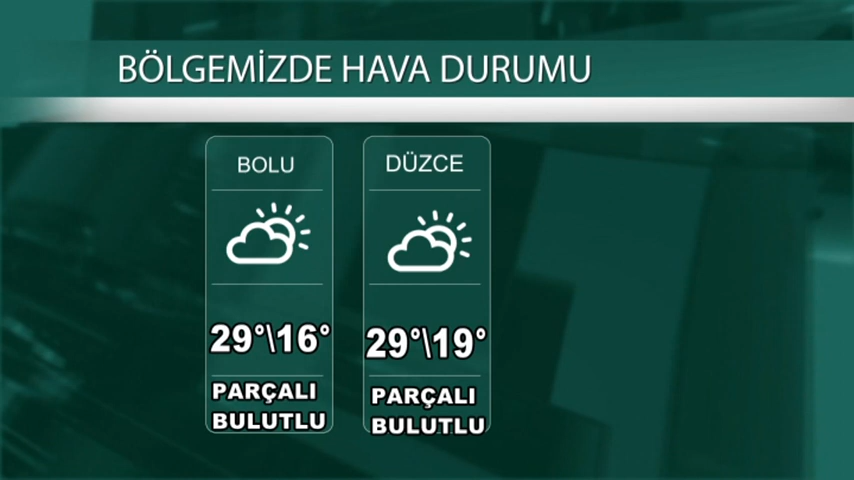 BÖLGEMİZDE HAVA DURUMU
BOLU
29°\16°
PARÇALI
BULUTLU
DÜZCE
29°\19°
PARÇALI
BULUTLU